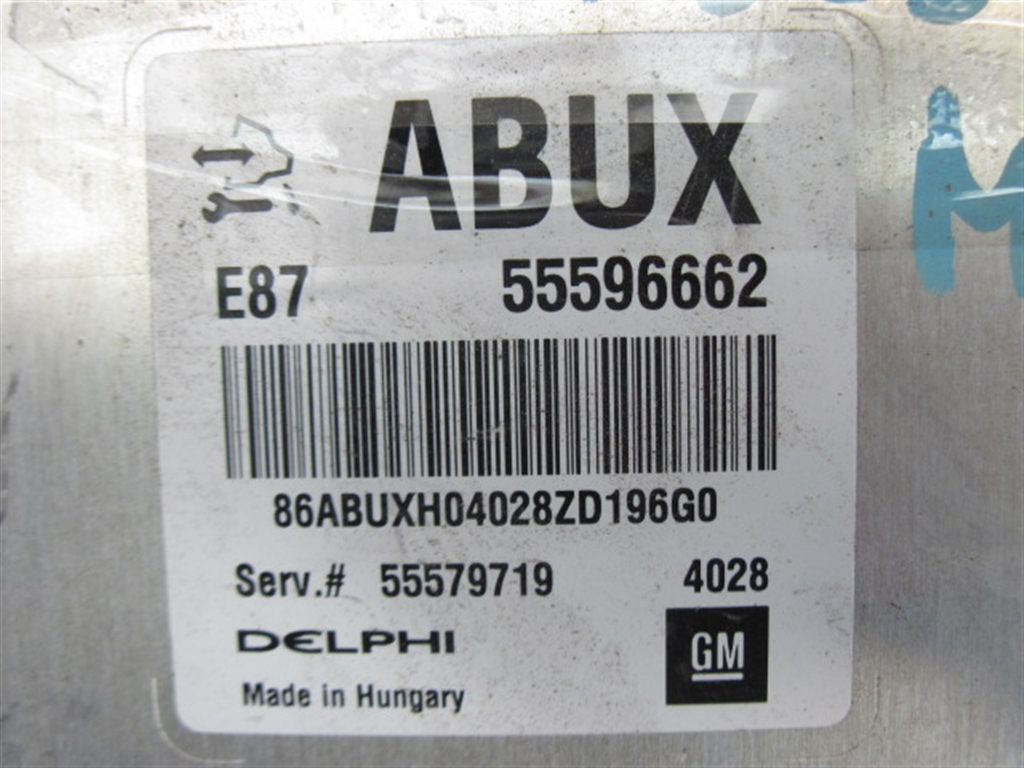 ABUX
E87 55596662
86ABUXH04028ZD196G0
Serv.# 55579719 4028
DELPHI
GM
Made in Hungary
M